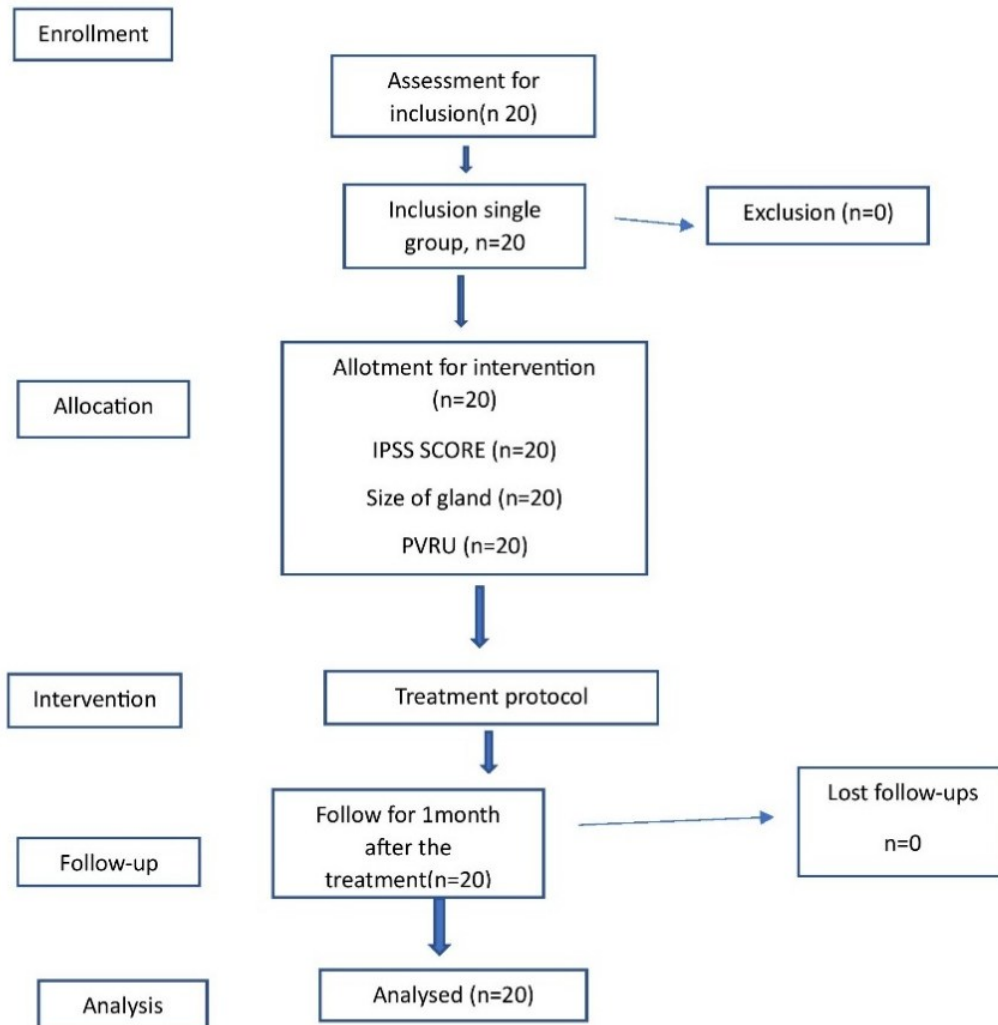 Enrollment
Assessment for
inclusion(n 20)
Inclusion single
group, n=20
Exclusion (n=0)
Allocation
Allotment for intervention
(n=20)
IPSS SCORE (n=20)
Size of gland (n=20)
PVRU (n=20)
Intervention
Treatment protocol
Follow-up
Follow for 1month
after the
treatment(n=20)
Lost follow-ups
n=0
Analysis
Analysed (n=20)